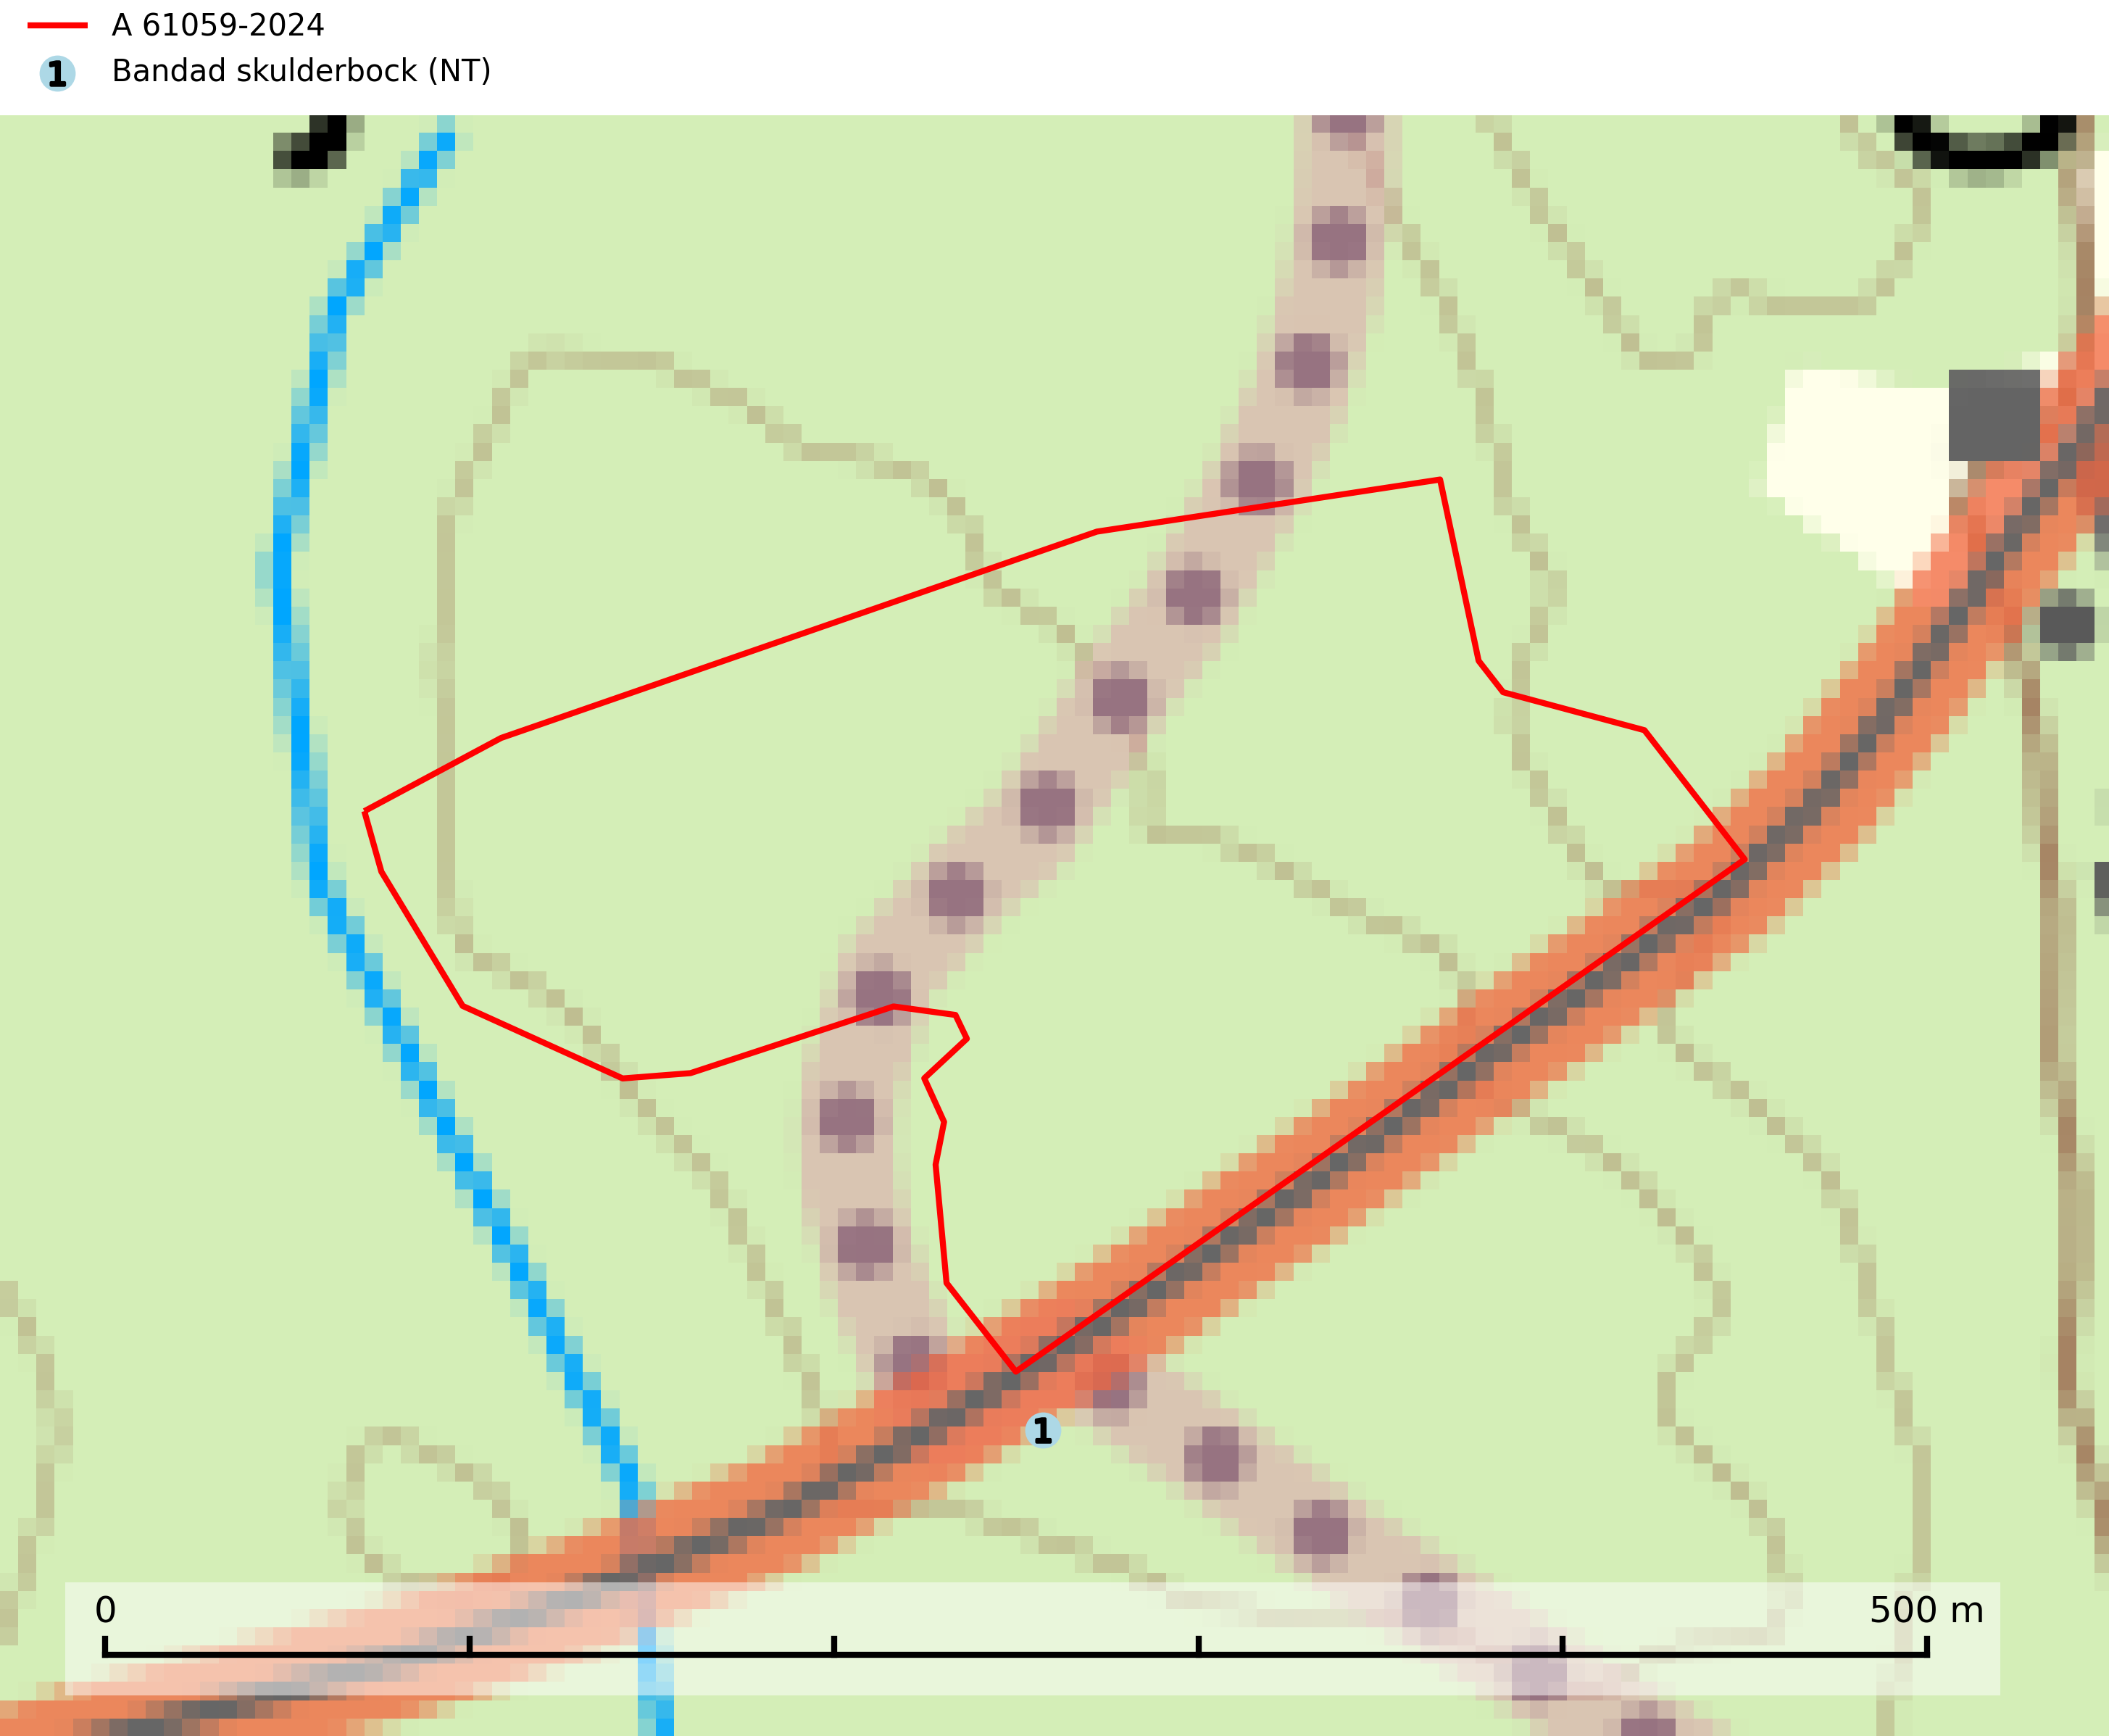 A 61059-2024
1 Bandad skulderbock (NT)
1
0 500 m